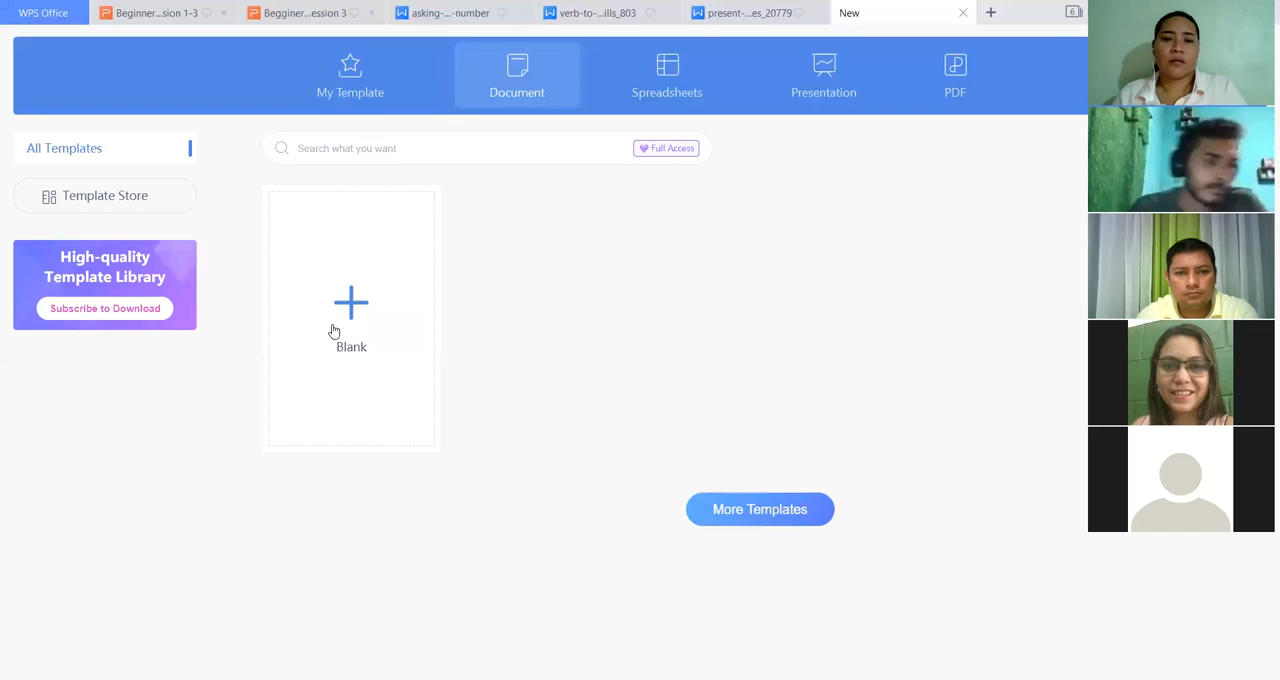 WPS Office
Beginner...sion 1-3
Begginer...ession 3
asking-...-number
verb-to-...ills_803
present-...es_20779
New
6
My Template
Document
Spreadsheets
Presentation
PDF
All Templates
Search what you want
Full Access
Template Store
High-quality
Template Library
Subscribe to Download
Blank
More Templates